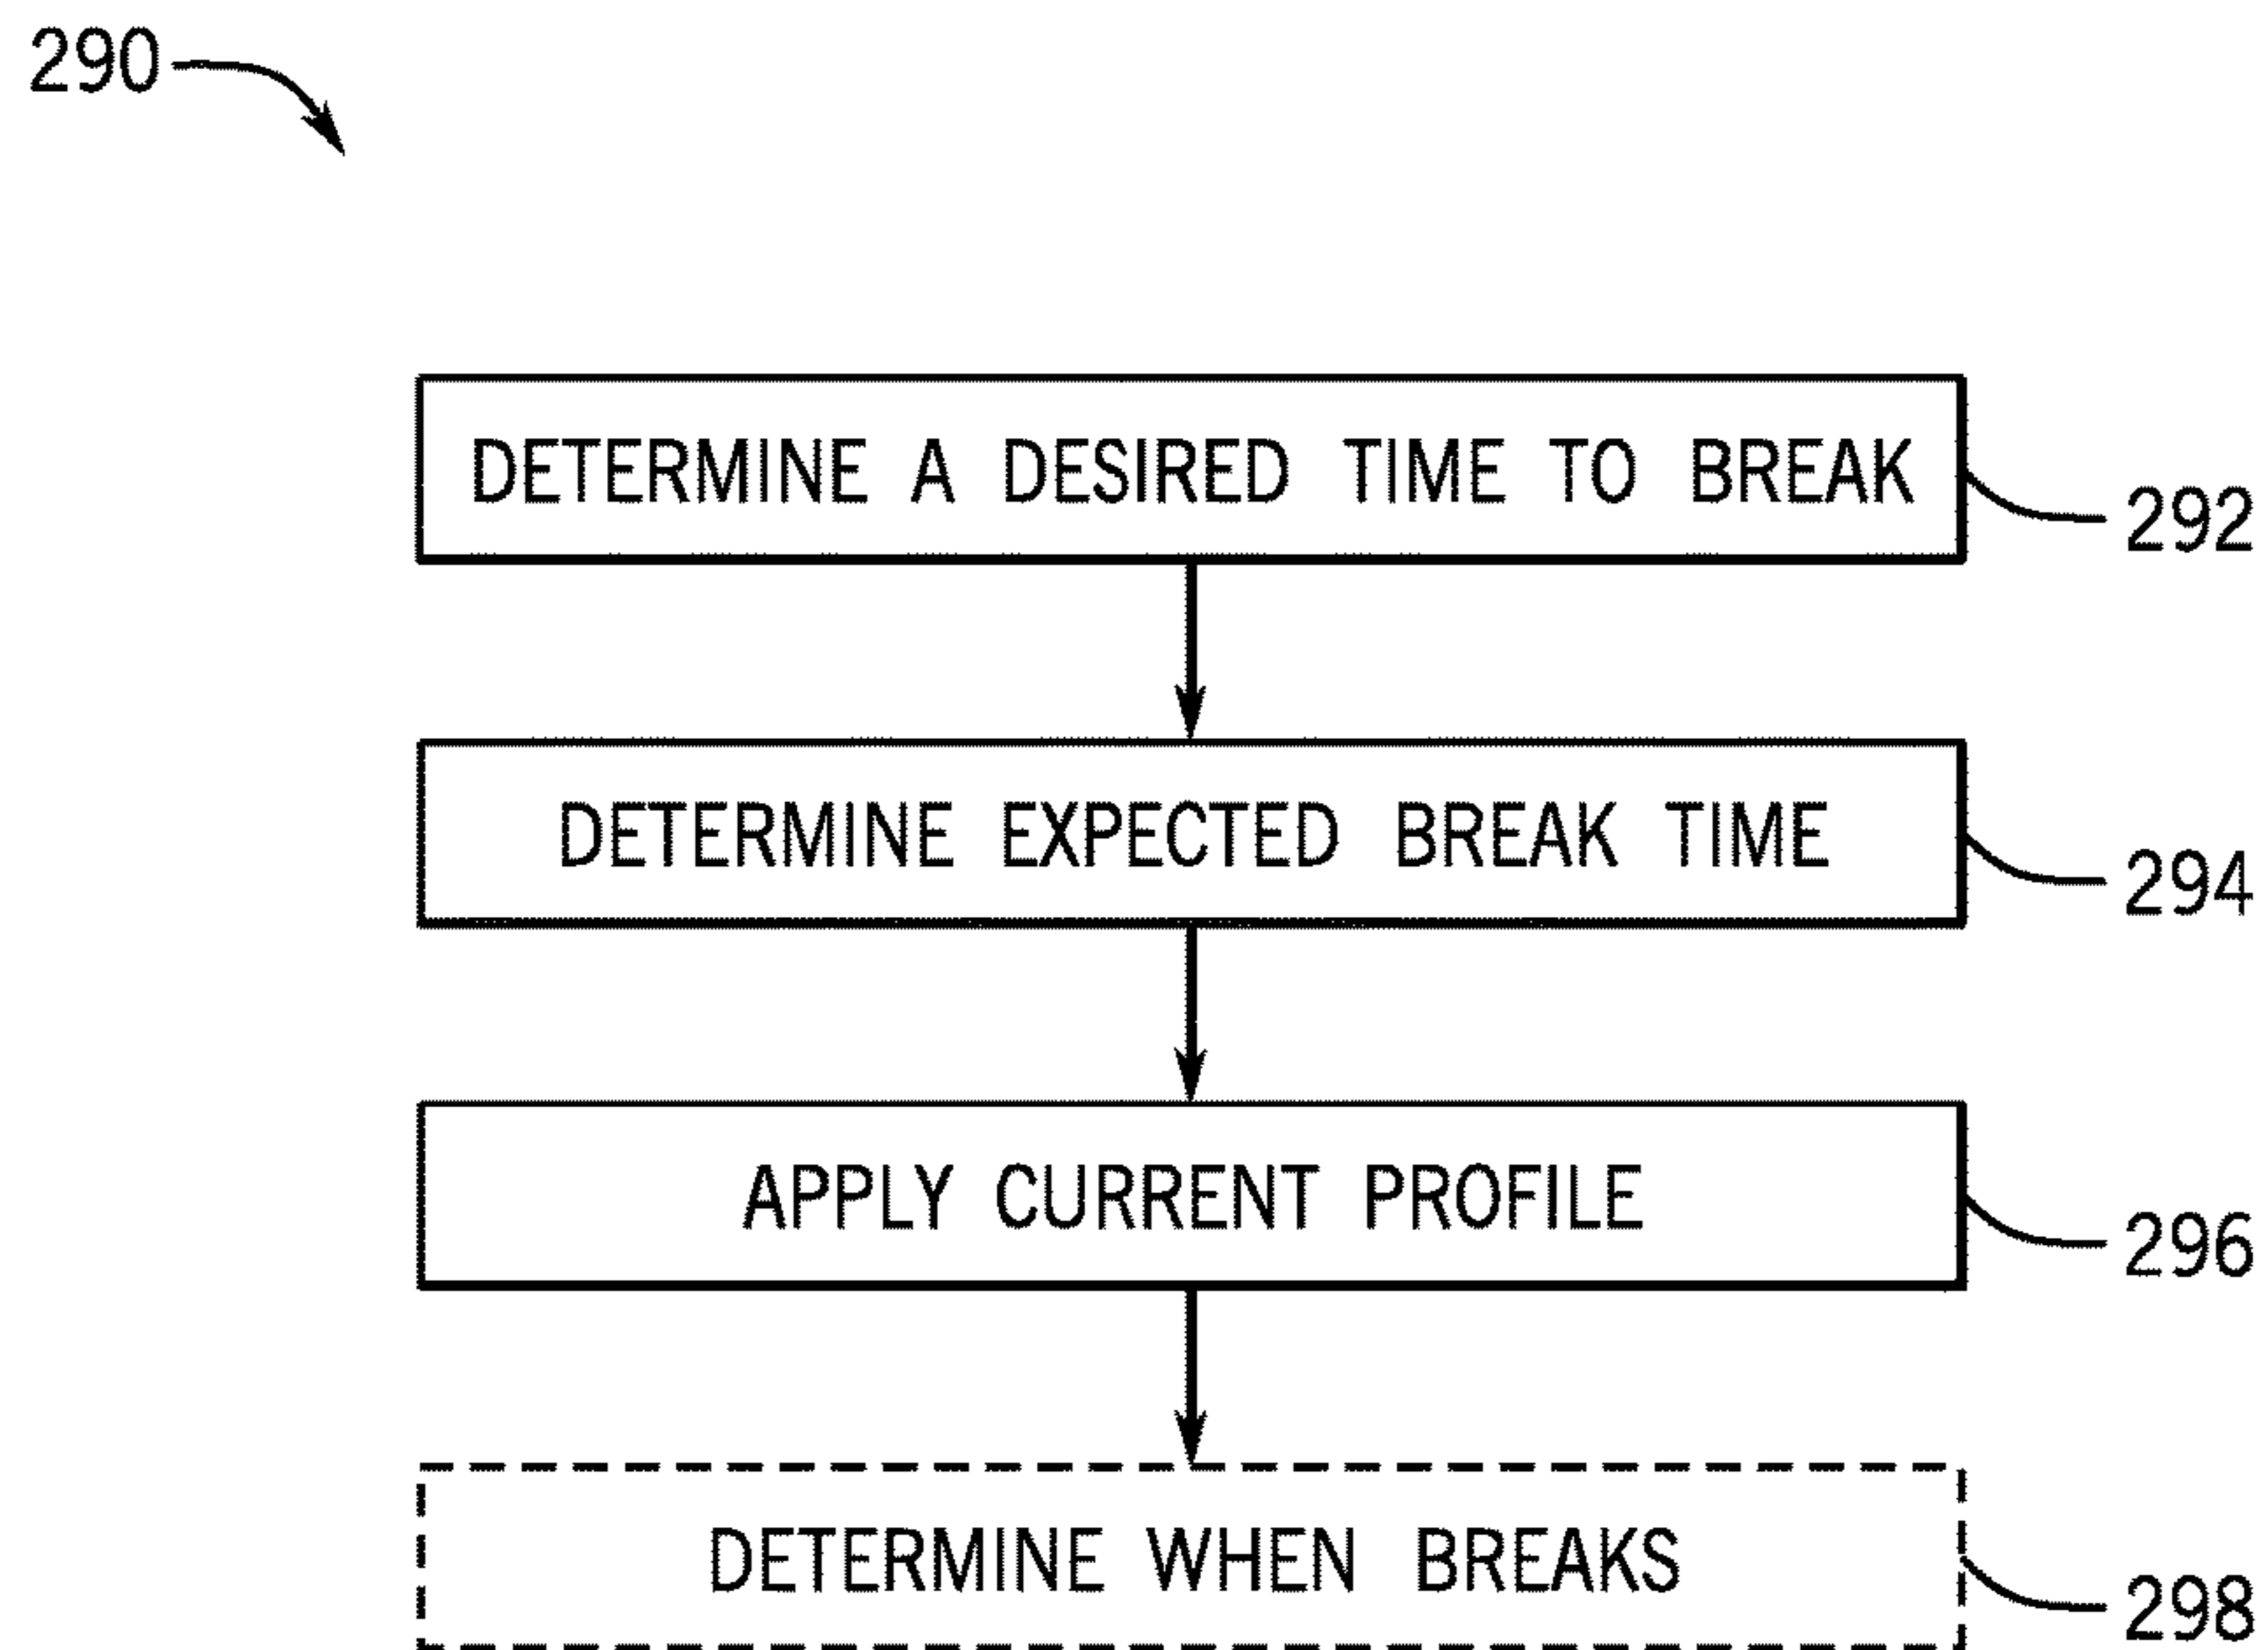 290
DETERMINE A DESIRED TIME TO BREAK
292
DETERMINE EXPECTED BREAK TIME
294
APPLY CURRENT PROFILE
296
DETERMINE WHEN BREAKS
298